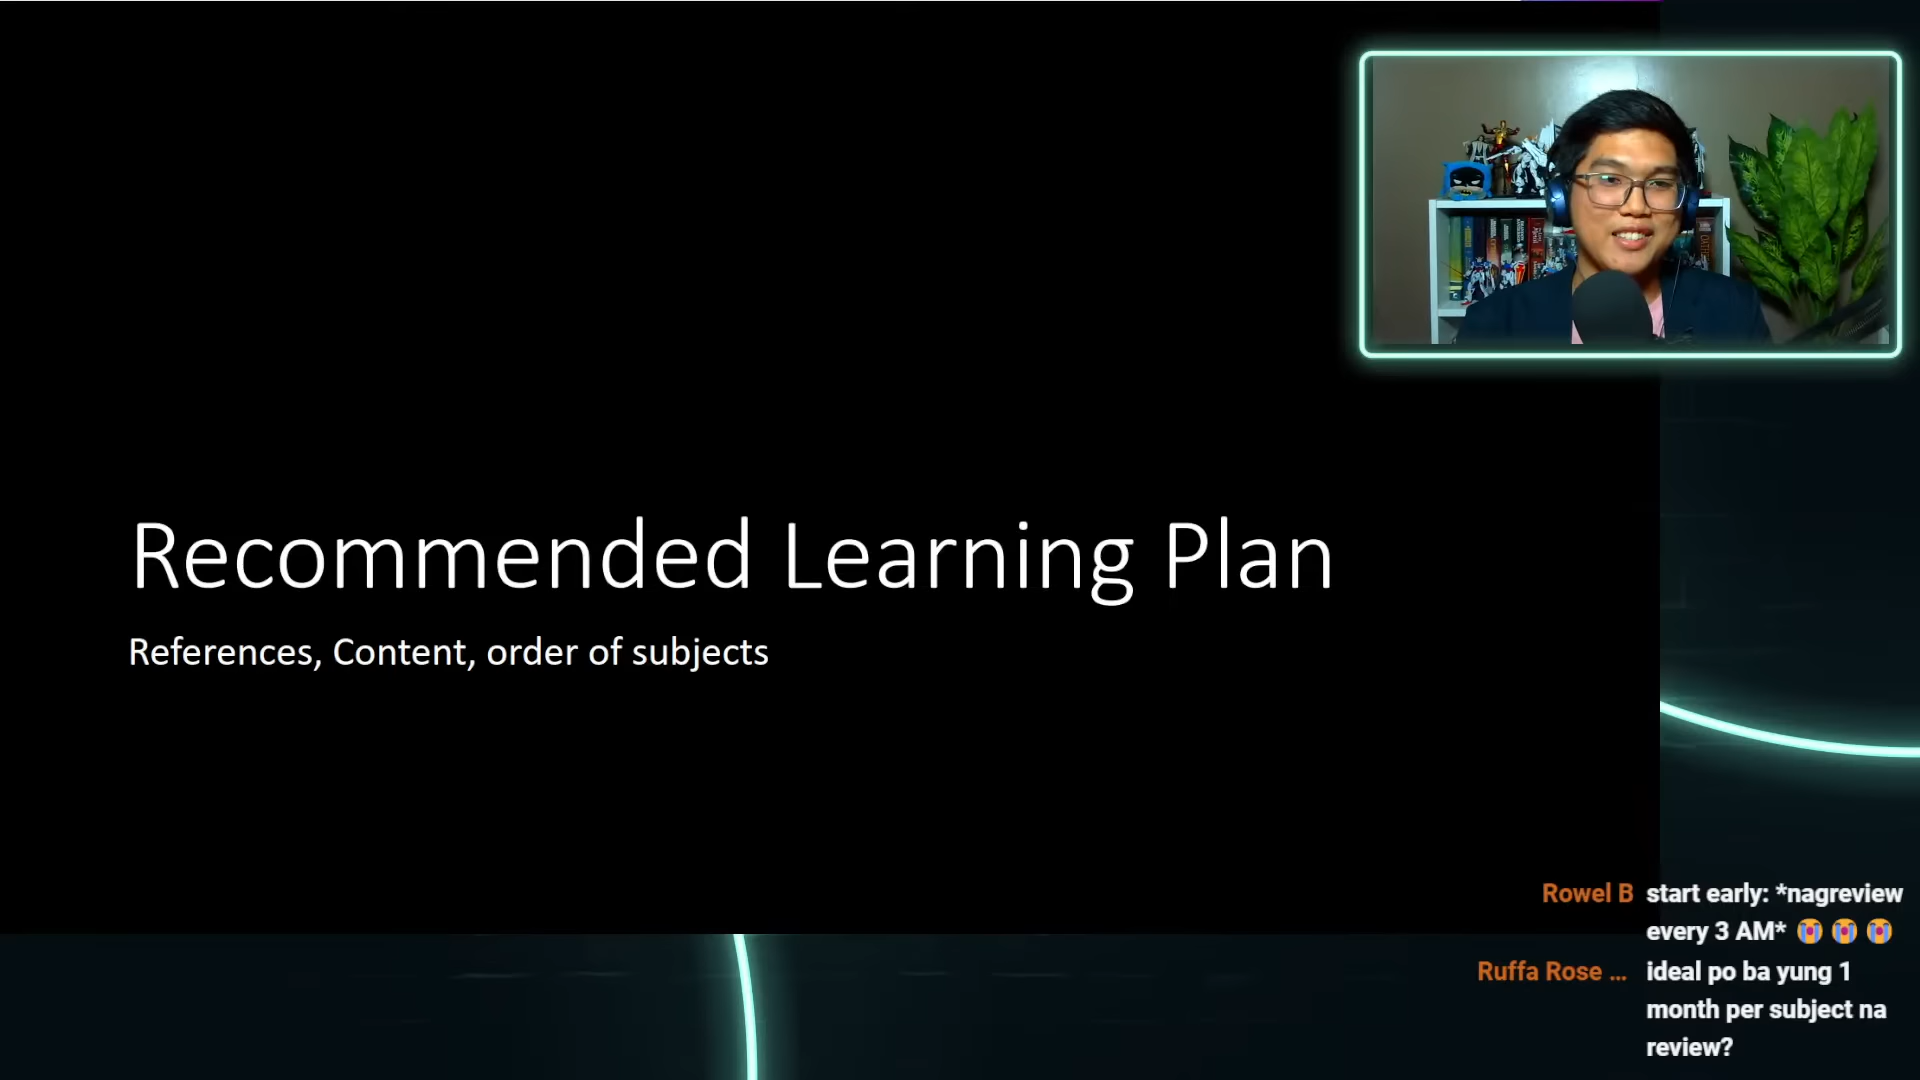 Recommended Learning Plan
References, Content, order of subjects
Rowel B start early: *nagreview
every 3 AM* 😭 😭 😭
Ruffa Rose ... ideal po ba yung 1
month per subject na
review?